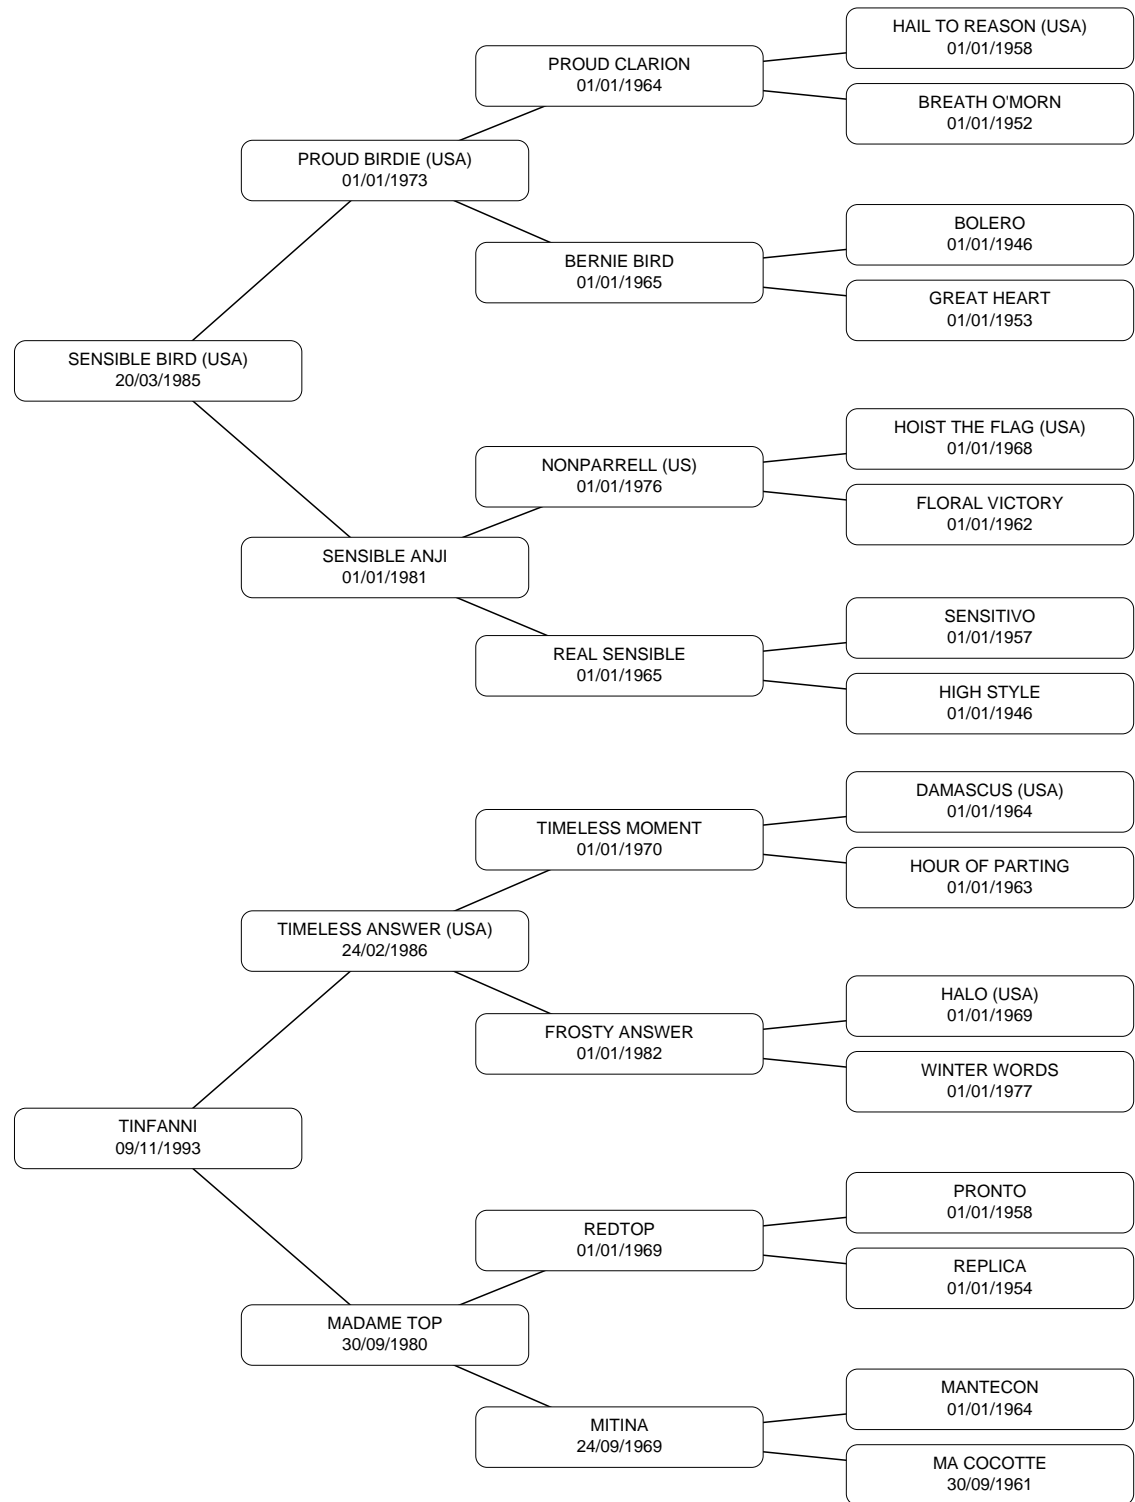 HAIL TO REASON (USA)
01/01/1958
PROUD CLARION
01/01/1964
BREATH O'MORN
01/01/1952
PROUD BIRDIE (USA)
01/01/1973
BOLERO
01/01/1946
BERNIE BIRD
01/01/1965
GREAT HEART
01/01/1953
SENSIBLE BIRD (USA)
20/03/1985
HOIST THE FLAG (USA)
01/01/1968
NONPARRELL (US)
01/01/1976
FLORAL VICTORY
01/01/1962
SENSIBLE ANJI
01/01/1981
SENSITIVO
01/01/1957
REAL SENSIBLE
01/01/1965
HIGH STYLE
01/01/1946
DAMASCUS (USA)
01/01/1964
TIMELESS MOMENT
01/01/1970
HOUR OF PARTING
01/01/1963
TIMELESS ANSWER (USA)
24/02/1986
HALO (USA)
01/01/1969
FROSTY ANSWER
01/01/1982
WINTER WORDS
01/01/1977
TINFANNI
09/11/1993
PRONTO
01/01/1958
REDTOP
01/01/1969
REPLICA
01/01/1954
MADAME TOP
30/09/1980
MANTECON
01/01/1964
MITINA
24/09/1969
MA COCOTTE
30/09/1961